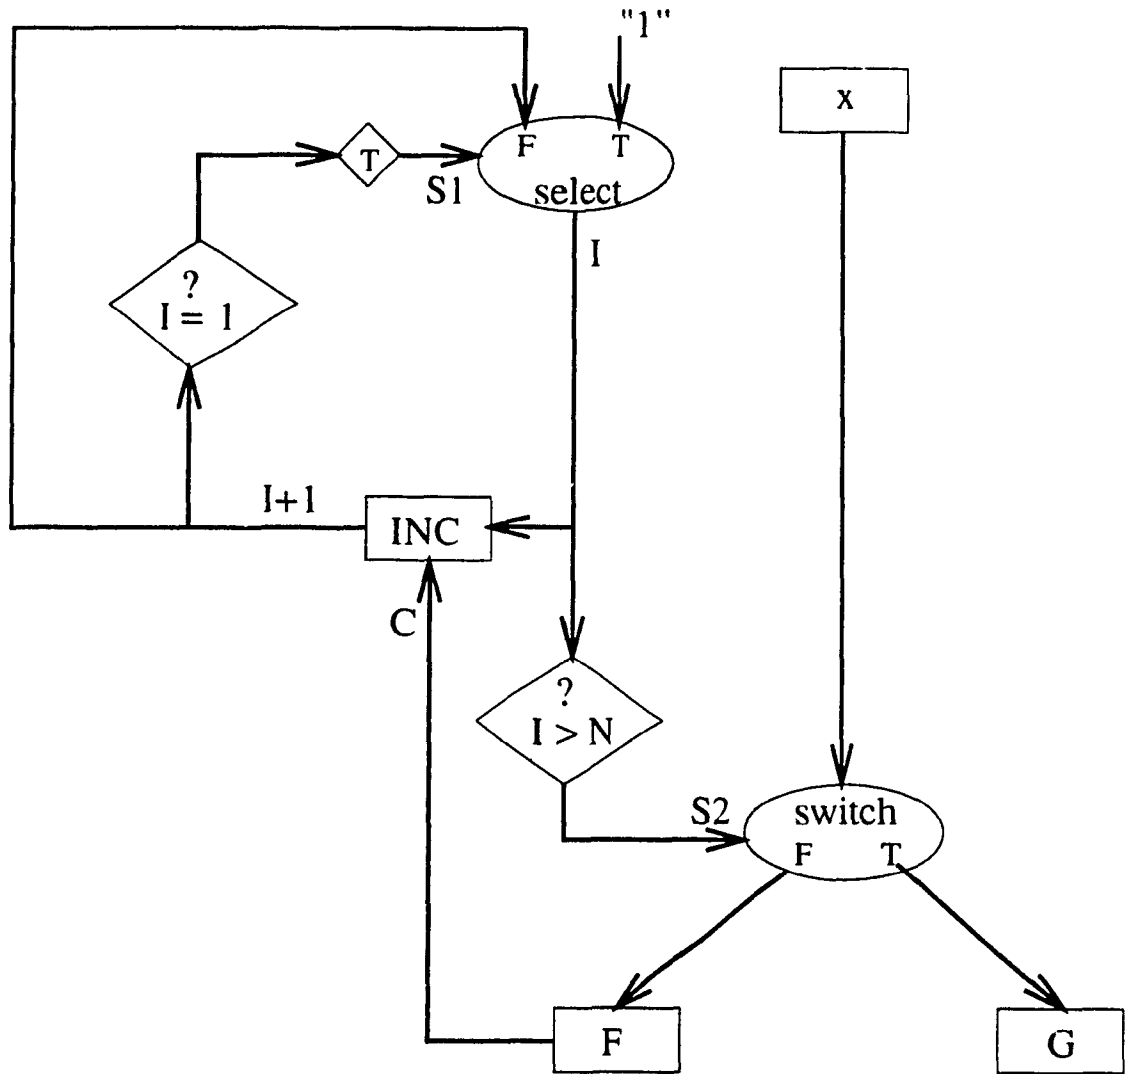 "1"
x
F T
T
S1
select
I
?
I = 1
I+1
INC
C
?
I > N
S2
switch
F T
F
G